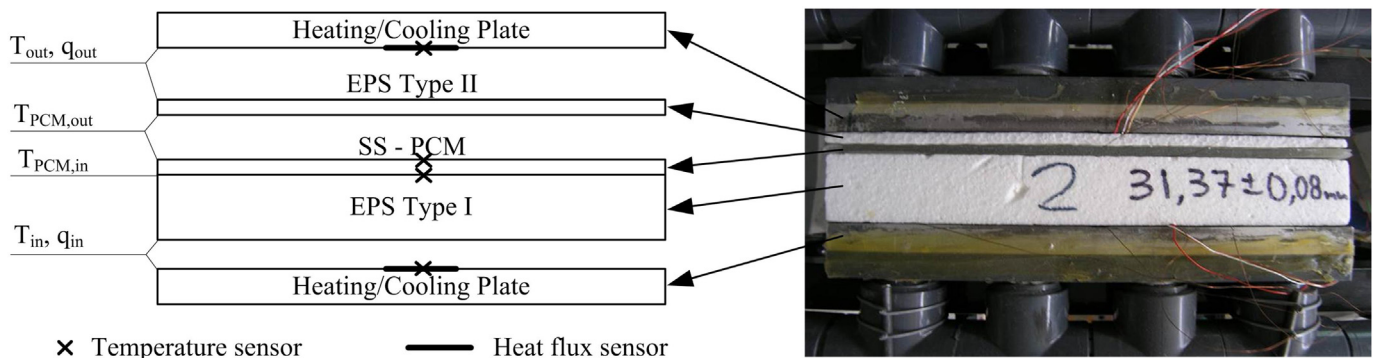 Heating/Cooling Plate
T_out, q_out
EPS Type II
T_PCM,out
SS - PCM
T_PCM,in
EPS Type I
T_in, q_in
Heating/Cooling Plate
Temperature sensor
Heat flux sensor
2 31,37±0,08mm